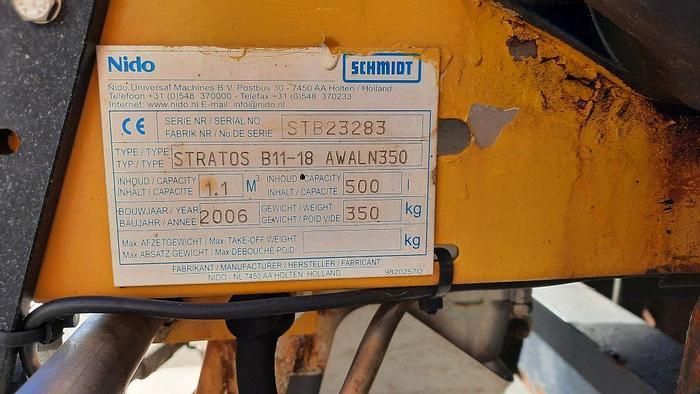 Nido SCHMIDT
Nido Universal Machines B.V. Postbus 30 - 7450 AA Holten / Holland
Telefoon +31 (0)548 370000 - Telefax +31 (0)548 370233
Internet: www.nido.nl E-mail: info@nido.nl
CE SERIE NR / SERIAL NO STB23283
FABRIK NR / No DE SERIE
TYPE / TYPE STRATOS B11-18 AWALN350
TYP. / TYPE
INHOUD / CAPACITY 1.1 M3 INHOUD / CAPACITY 500 l
INHALT / CAPACITE INHALT / CAPACITE
BOUWJAAR / YEAR 2006 GEWICHT / WEIGHT 350 kg
BAUJAHR / ANNEE GEWICHT / POID VIDE
Max. AFZETGEWICHT / Max. TAKE-OFF WEIGHT kg
Max ABSATZ GEWICHT / Max DEBOUCHE POID
FABRIKANT / MANUFACTURER / HERSTELLER / FABRICANT
NIDO - NL 7450 AA HOLTEN HOLLAND 9820257D